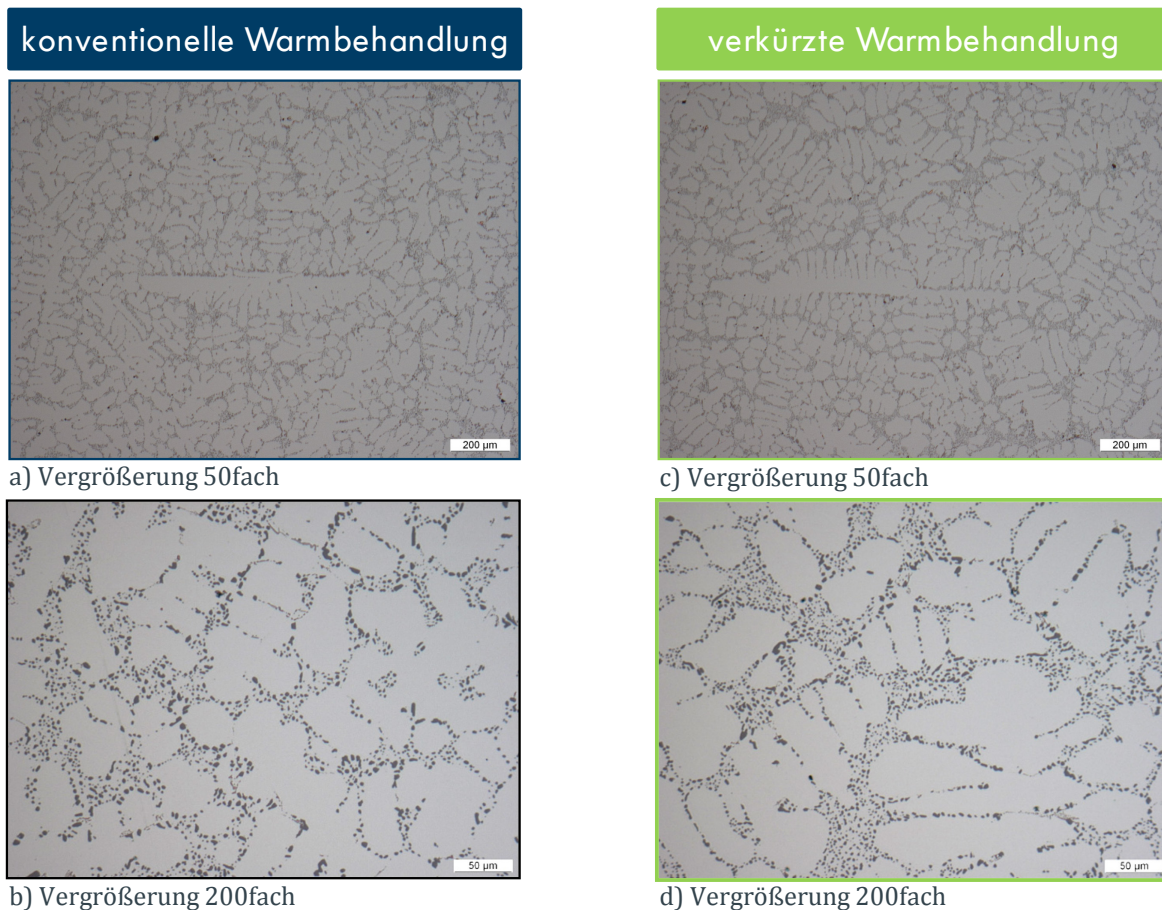 konventionelle Warmbehandlung
verkürzte Warmbehandlung
200 µm
200 µm
a) Vergrößerung 50fach
c) Vergrößerung 50fach
50 µm
50 µm
b) Vergrößerung 200fach
d) Vergrößerung 200fach